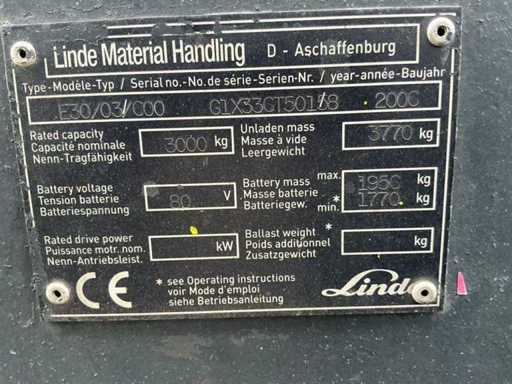 Linde Material Handling D - Aschaffenburg
Type-Modèle-Typ / Serial no.-No. de série-Serien-Nr. / year-année-Baujahr
E30/03/C00 G1X33GT50158 2006
Rated capacity
Capacité nominale
Nenn-Tragfähigkeit
3000 kg
Unladen mass
Masse à vide
Leergewicht
3770 kg
Battery voltage
Tension batterie
Batteriespannung
80 V
Battery mass
Masse batterie
Batteriegew.
max. 1956 kg
* min. 1770 kg
Rated drive power
Puissance motr. nom.
Nenn-Antriebsleist.
kW
Ballast weight *
Poids additionnel
Zusatzgewicht
kg
CE
* see Operating instructions
voir Mode d'emploi
siehe Betriebsanleitung
Linde